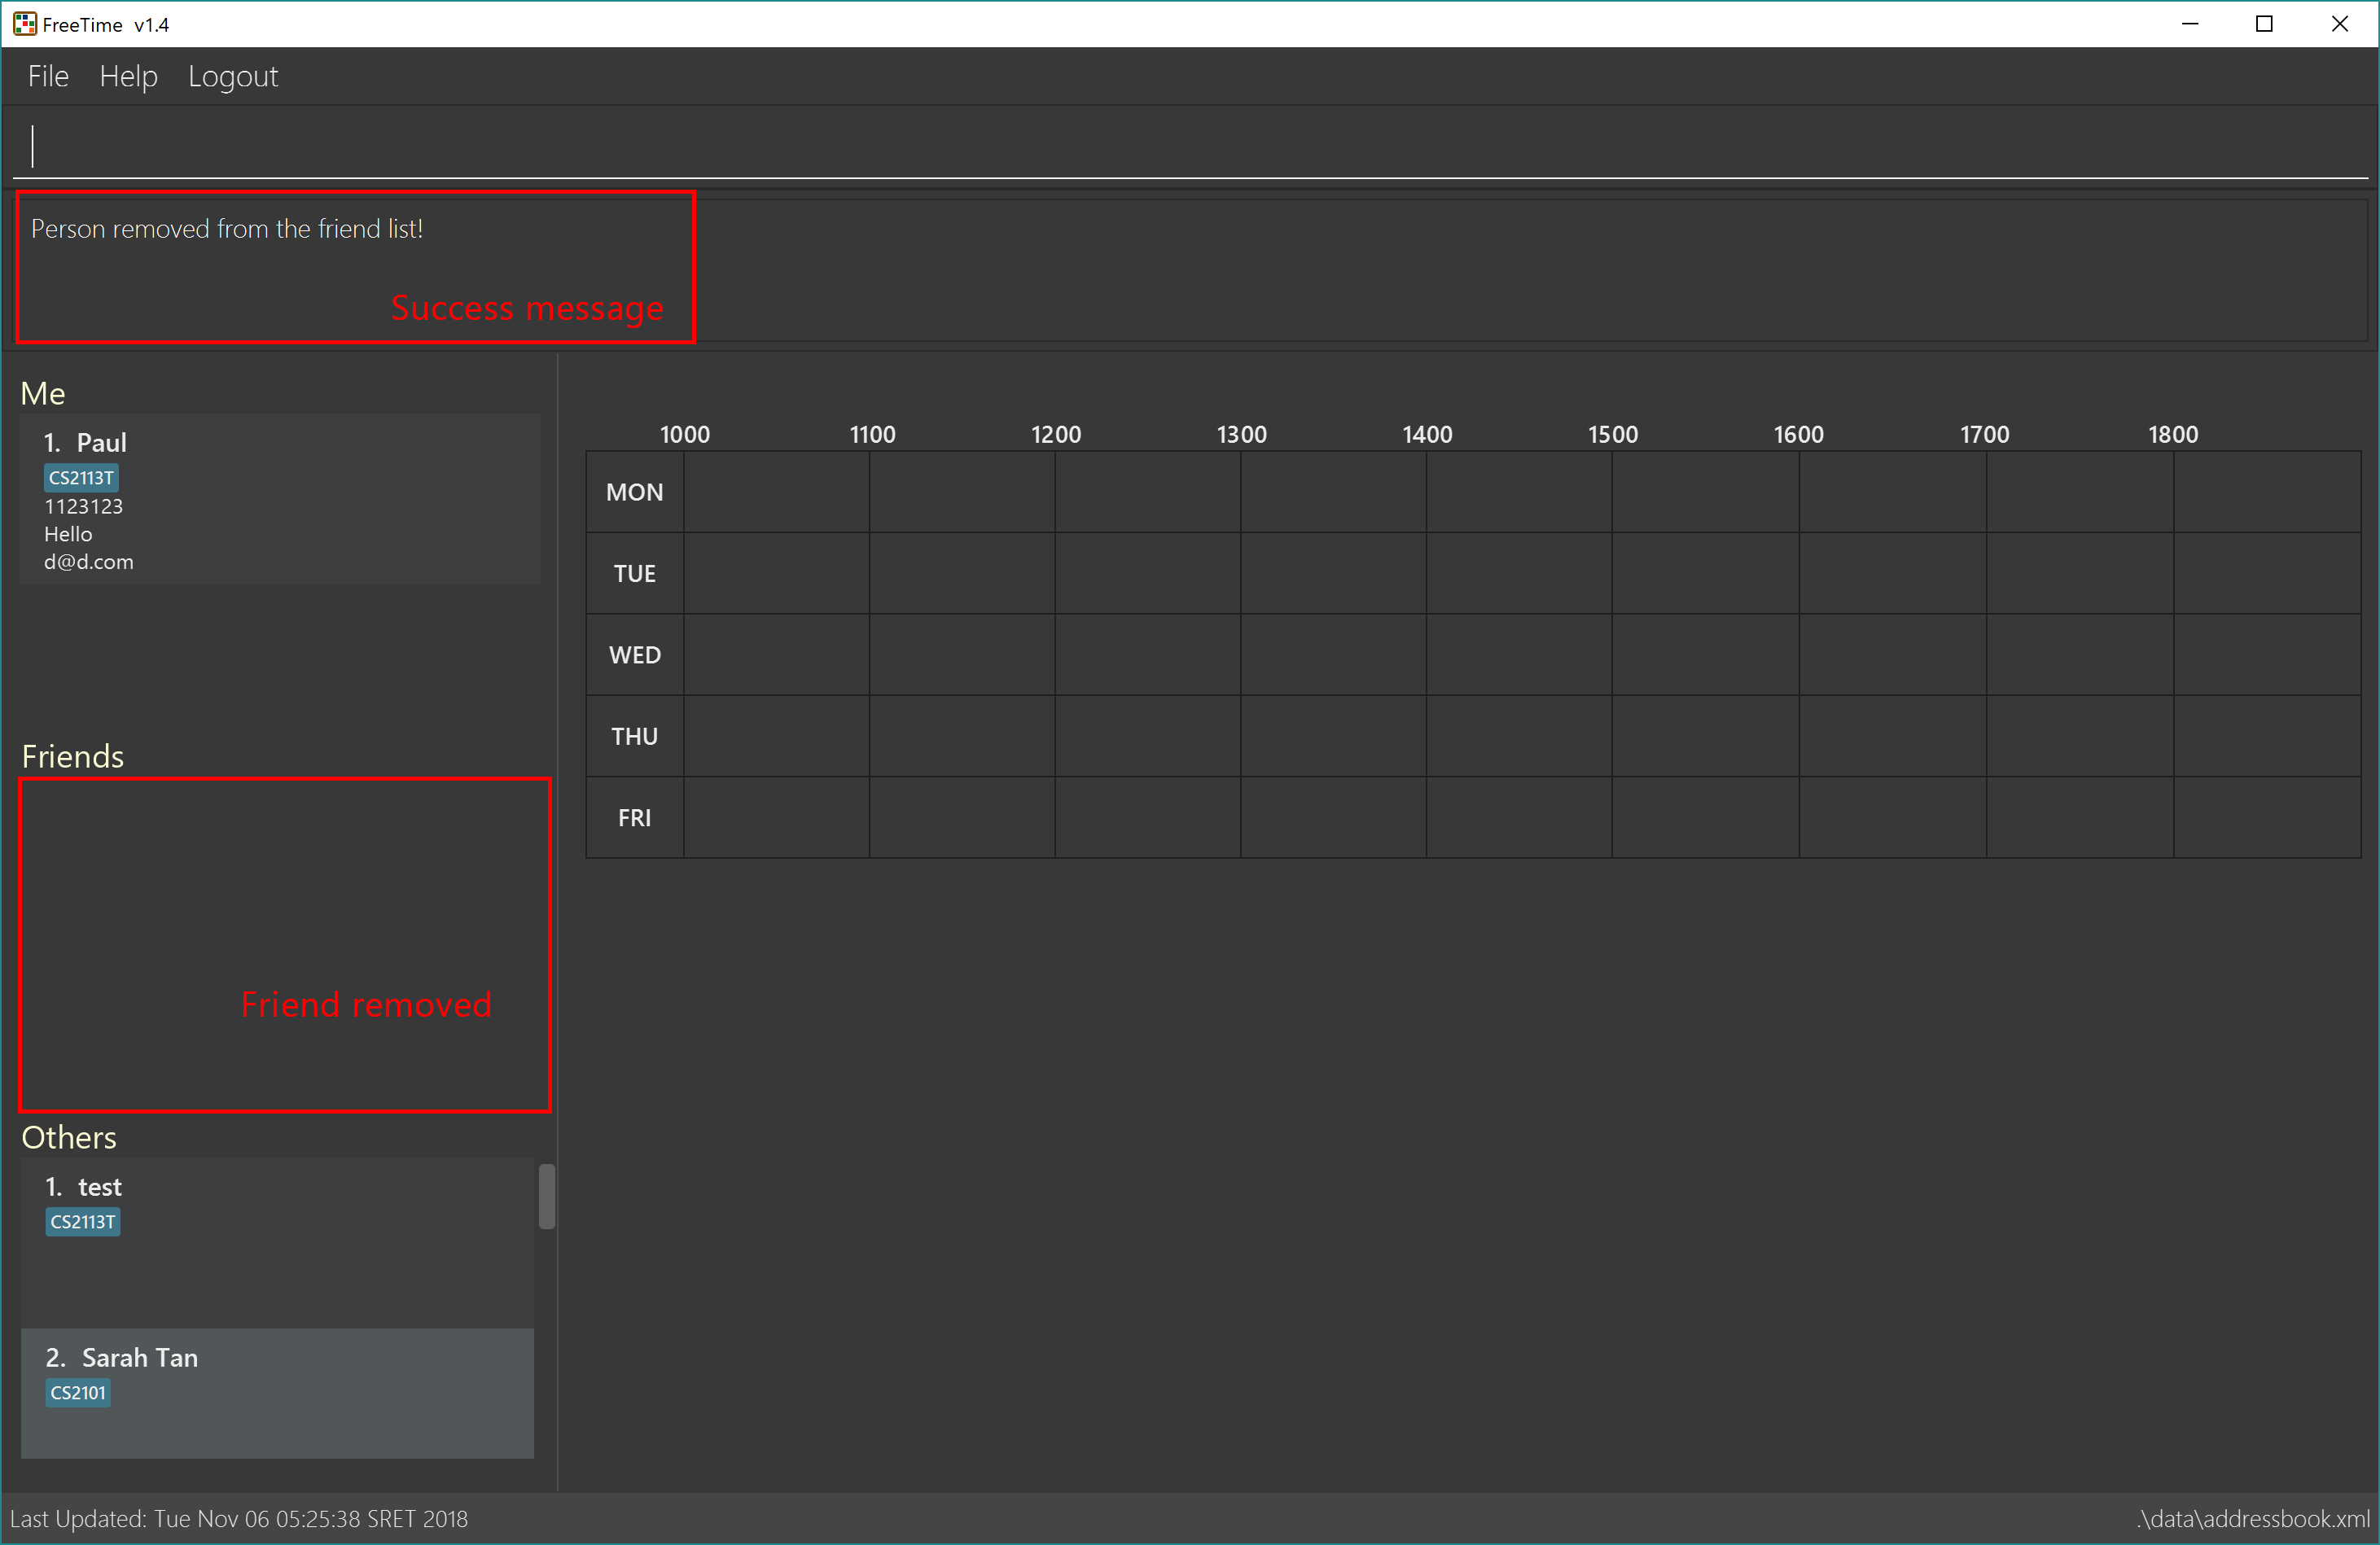 FreeTime v1.4
File Help Logout
Person removed from the friend list!
Success message
Me
1. Paul
CS2113T
1123123
Hello
d@d.com
Friends
Friend removed
Others
1. test
CS2113T
2. Sarah Tan
CS2101
1000 1100 1200 1300 1400 1500 1600 1700 1800
MON
TUE
WED
THU
FRI
Last Updated: Tue Nov 06 05:25:38 SRET 2018
.\data\addressbook.xml